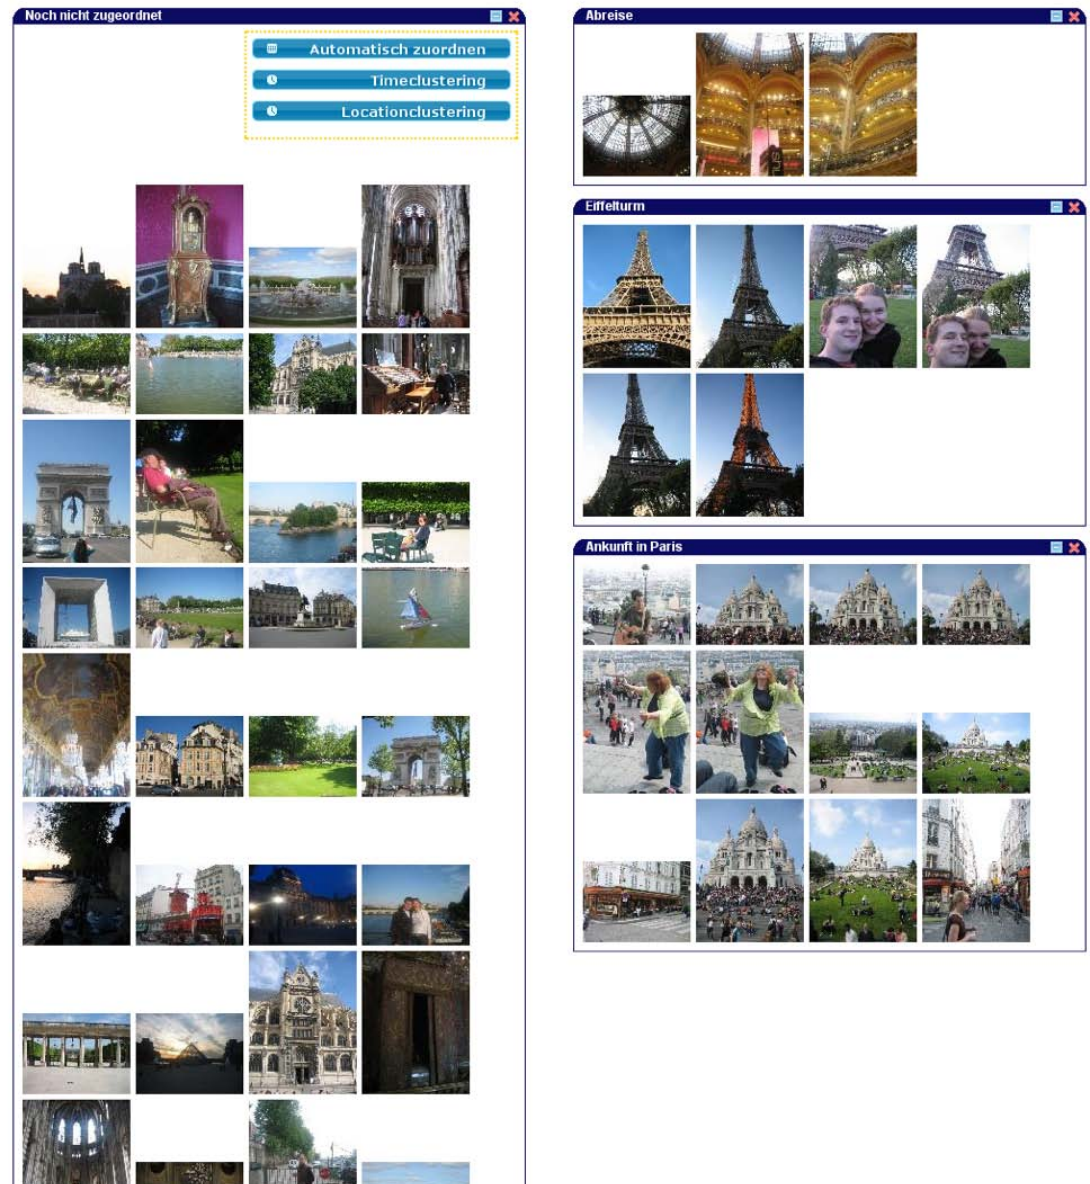 Noch nicht zugeordnet
Automatisch zuordnen
Timeclustering
Locationclustering
Abreise
Eiffelturm
Ankunft in Paris